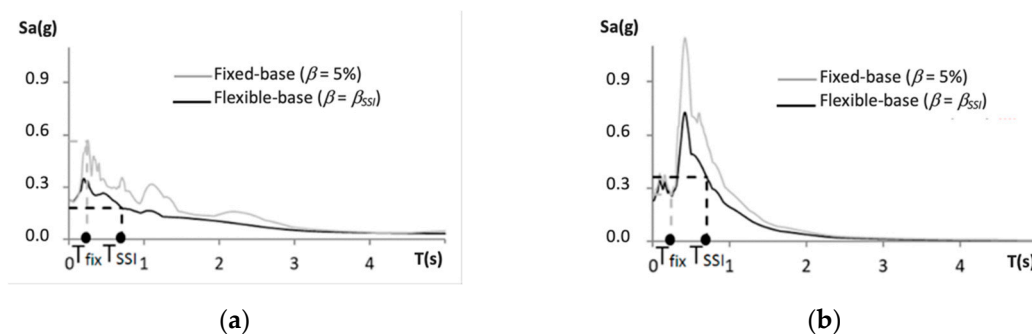 Sa(g)
Fixed-base (β = 5%)
Flexible-base (β = βSSI)
0.9
0.6
0.3
0.0
0 Tfix TSSI 1 2 3 4 T(s)
(a)
Sa(g)
Fixed-base (β = 5%)
Flexible-base (β = βSSI)
0.9
0.6
0.3
0.0
0 Tfix TSSI 1 2 3 4 T(s)
(b)